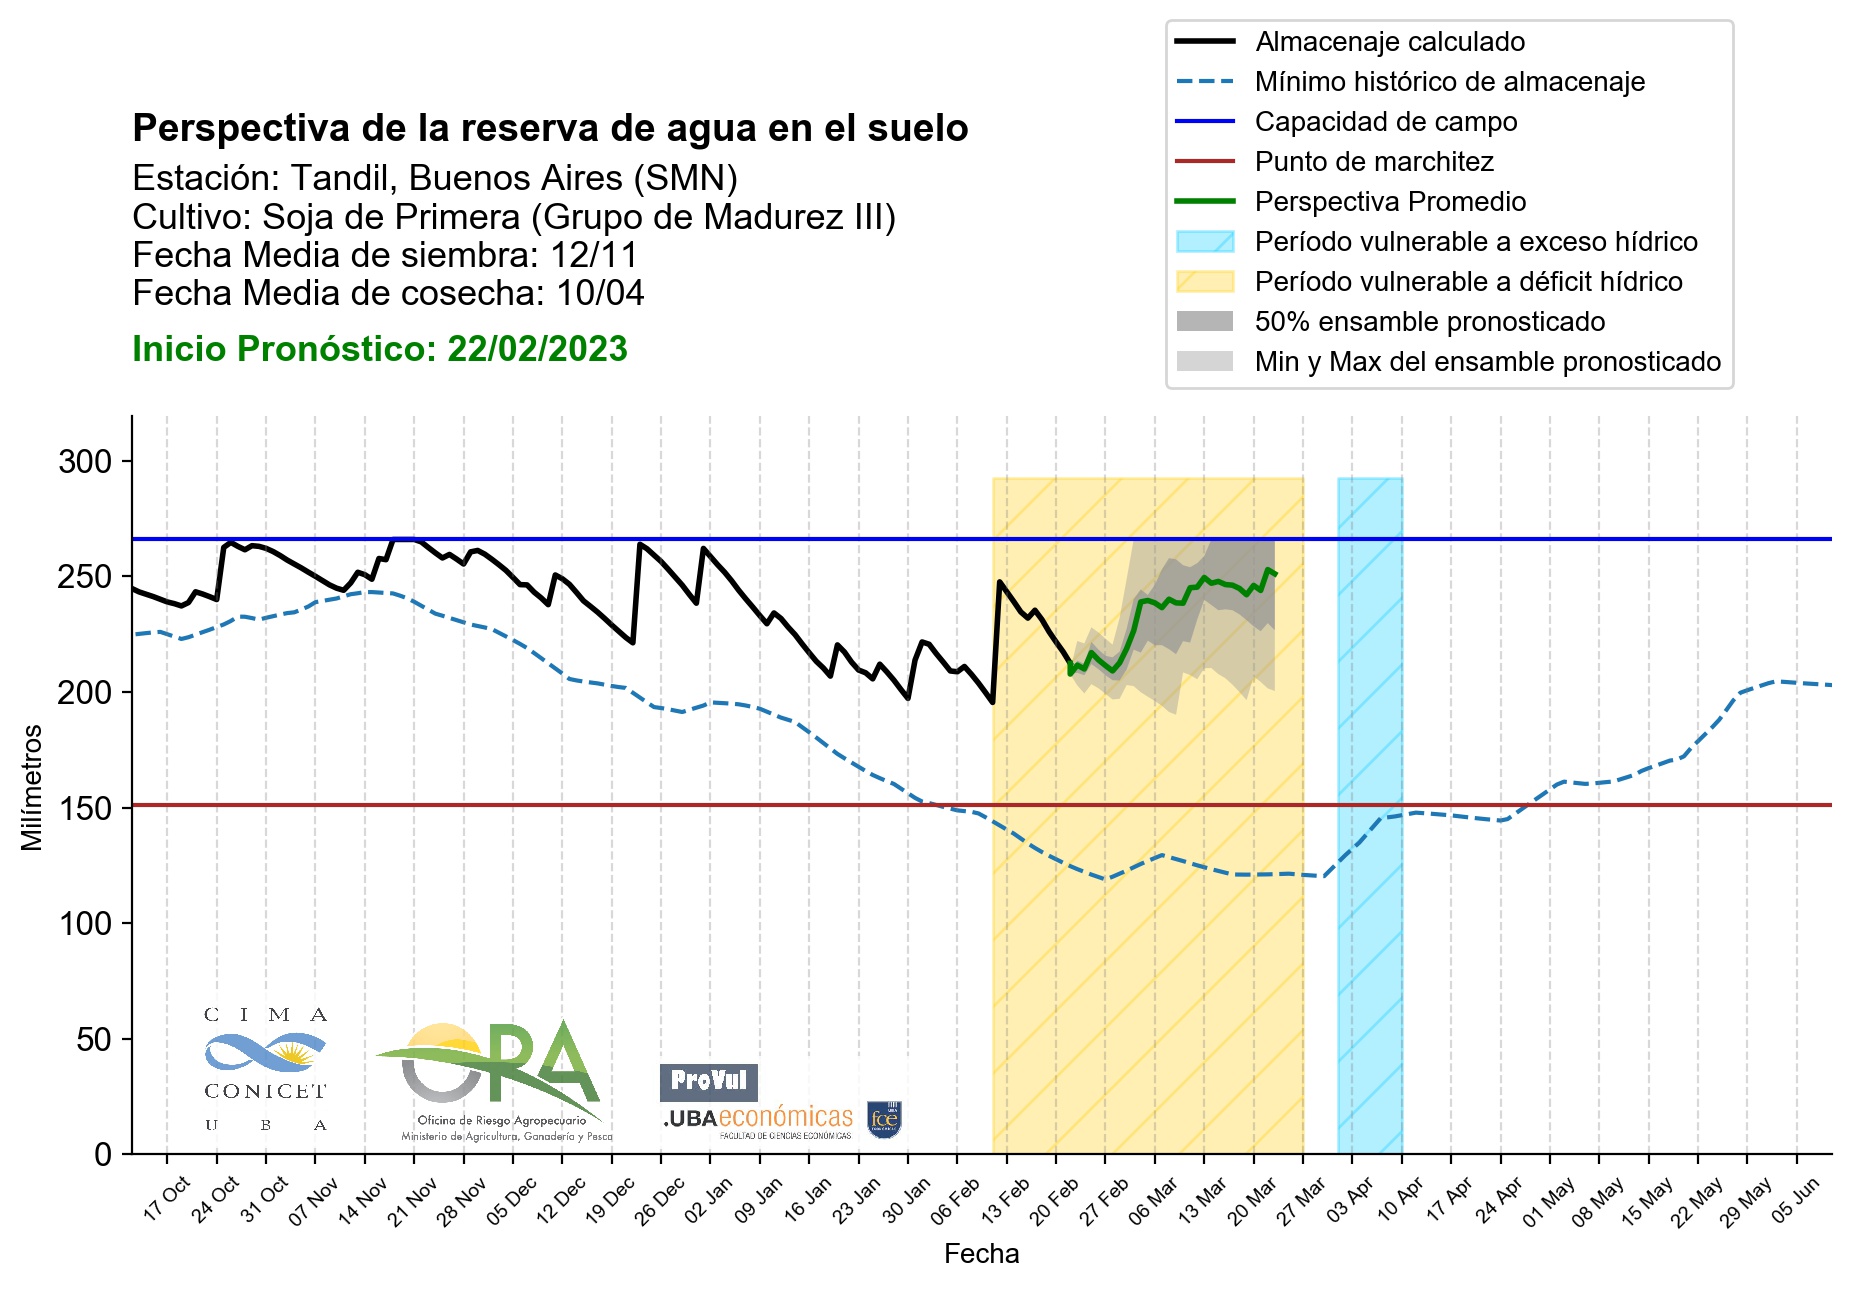 Almacenaje calculado
Mínimo histórico de almacenaje
Capacidad de campo
Punto de marchitez
Perspectiva Promedio
Período vulnerable a exceso hídrico
Período vulnerable a déficit hídrico
50% ensamble pronosticado
Min y Max del ensamble pronosticado
Perspectiva de la reserva de agua en el suelo
Estación: Tandil, Buenos Aires (SMN)
Cultivo: Soja de Primera (Grupo de Madurez III)
Fecha Media de siembra: 12/11
Fecha Media de cosecha: 10/04
Inicio Pronóstico: 22/02/2023
Milímetros
300
250
200
150
100
50
0
CIMA
CONICET
UBA
ORA
Oficina de Riesgo Agropecuario
Ministerio de Agricultura, Ganadería y Pesca
ProVul
.UBAeconómicas
FACULTAD DE CIENCIAS ECONÓMICAS
UBA
fce
17 Oct
24 Oct
31 Oct
07 Nov
14 Nov
21 Nov
28 Nov
05 Dec
12 Dec
19 Dec
26 Dec
02 Jan
09 Jan
16 Jan
23 Jan
30 Jan
06 Feb
13 Feb
20 Feb
27 Feb
06 Mar
13 Mar
20 Mar
27 Mar
03 Apr
10 Apr
17 Apr
24 Apr
01 May
08 May
15 May
22 May
29 May
05 Jun
Fecha